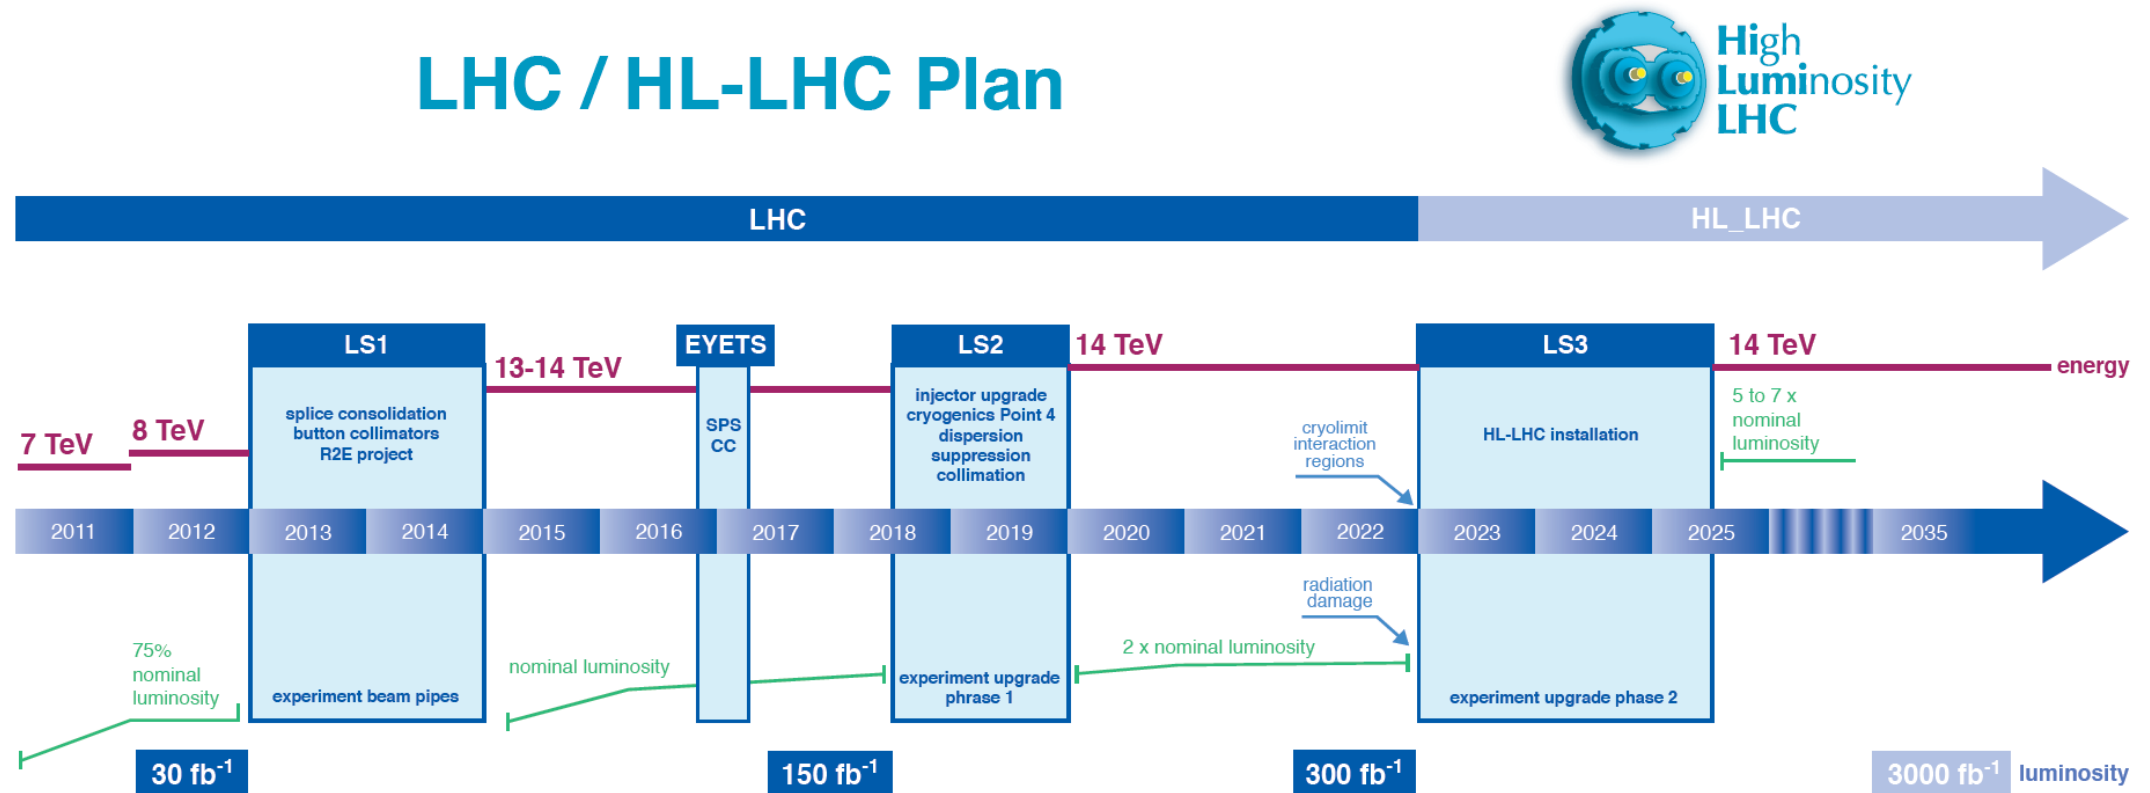 LHC / HL-LHC Plan
High
Luminosity
LHC
LHC
HL_LHC
LS1
EYETS
LS2
14 TeV
LS3
14 TeV
energy
13-14 TeV
7 TeV
8 TeV
splice consolidation
button collimators
R2E project
SPS
CC
injector upgrade
cryogenics Point 4
dispersion
suppression
collimation
cryolimit
interaction
regions
HL-LHC installation
5 to 7 x
nominal
luminosity
2011
2012
2013
2014
2015
2016
2017
2018
2019
2020
2021
2022
2023
2024
2025
2035
75%
nominal
luminosity
experiment beam pipes
nominal luminosity
experiment upgrade
phrase 1
2 x nominal luminosity
radiation
damage
experiment upgrade phase 2
30 fb⁻¹
150 fb⁻¹
300 fb⁻¹
3000 fb⁻¹
luminosity